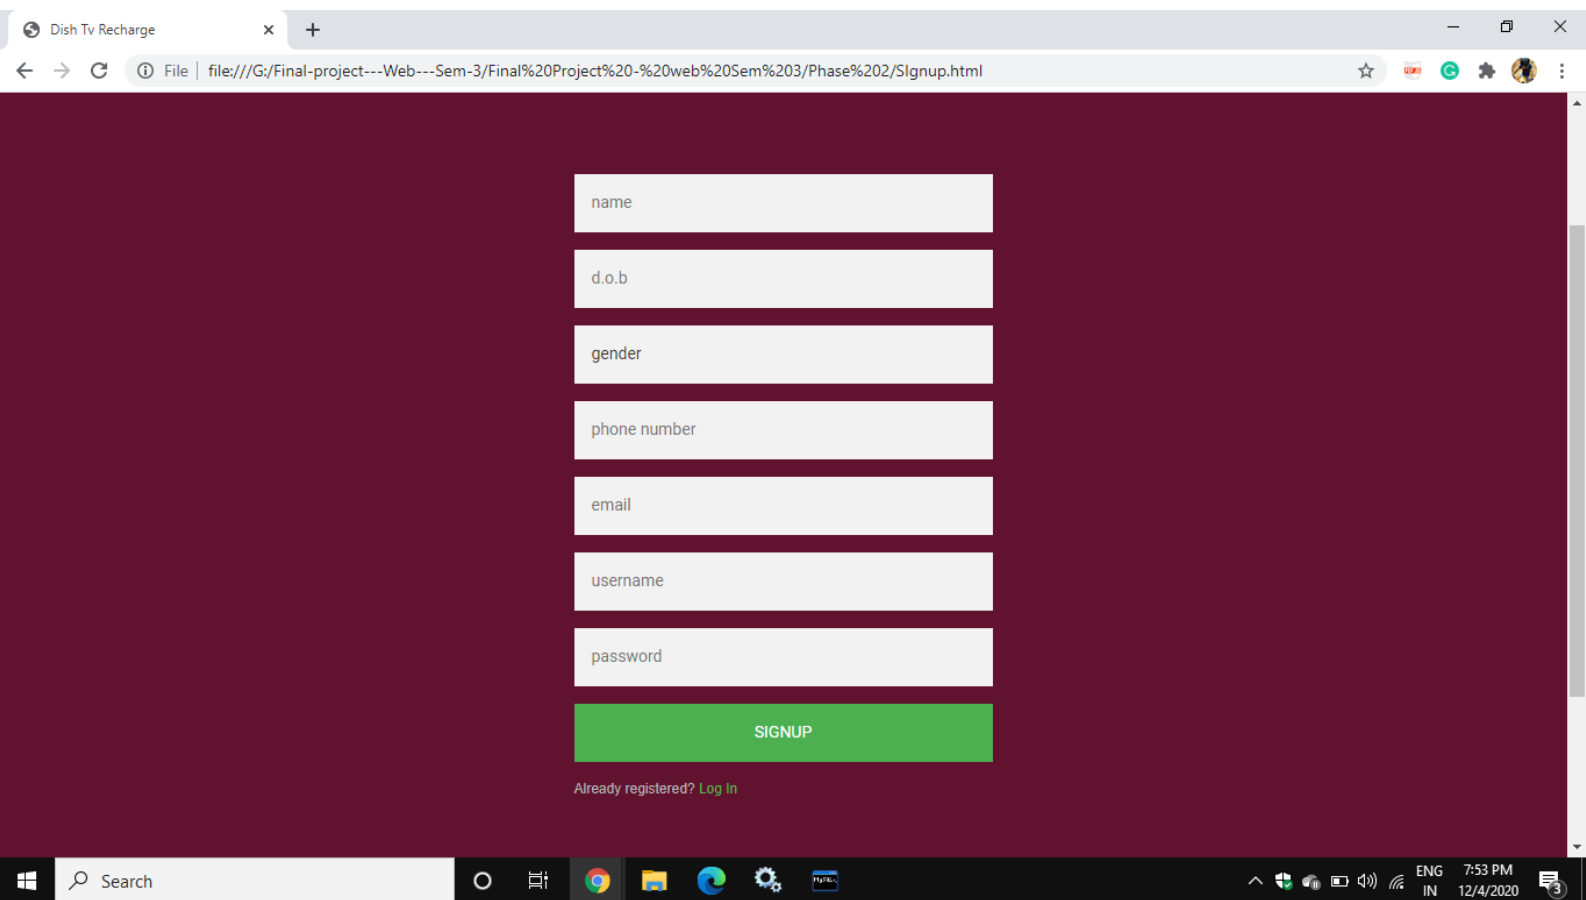 Dish Tv Recharge
File
file:///G:/Final-project---Web---Sem-3/Final%20Project%20-%20web%20Sem%203/Phase%202/SIgnup.html
name
d.o.b
gender
phone number
email
username
password
SIGNUP
Already registered? Log In
Search
ENG
IN
7:53 PM
12/4/2020
3